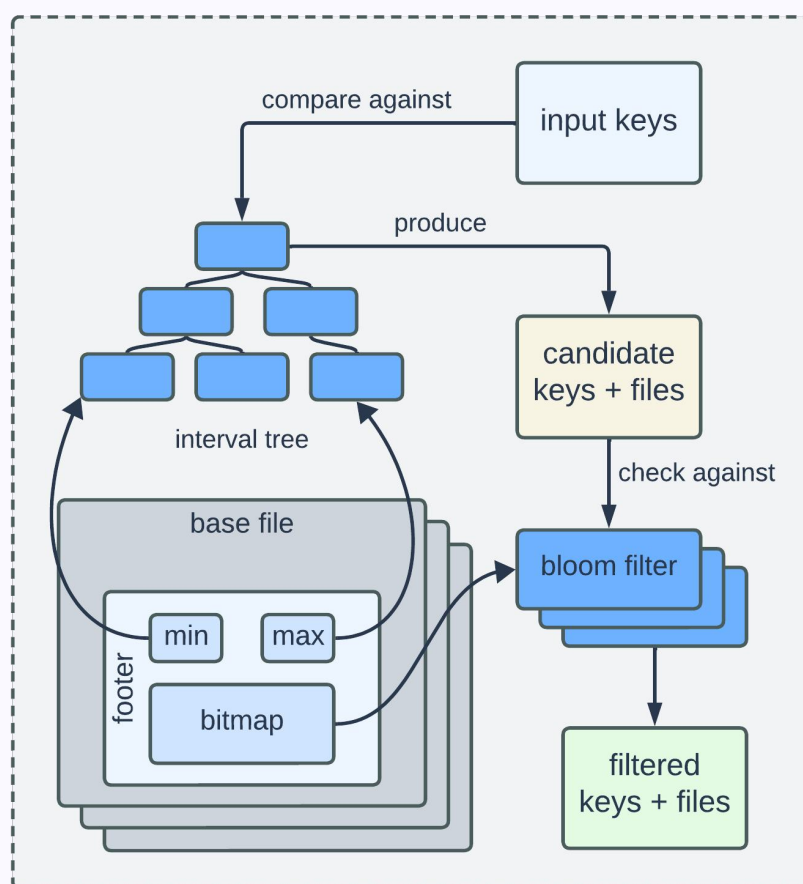 compare against
input keys
produce
candidate
keys + files
interval tree
check against
base file
bloom filter
min
max
footer
bitmap
filtered
keys + files